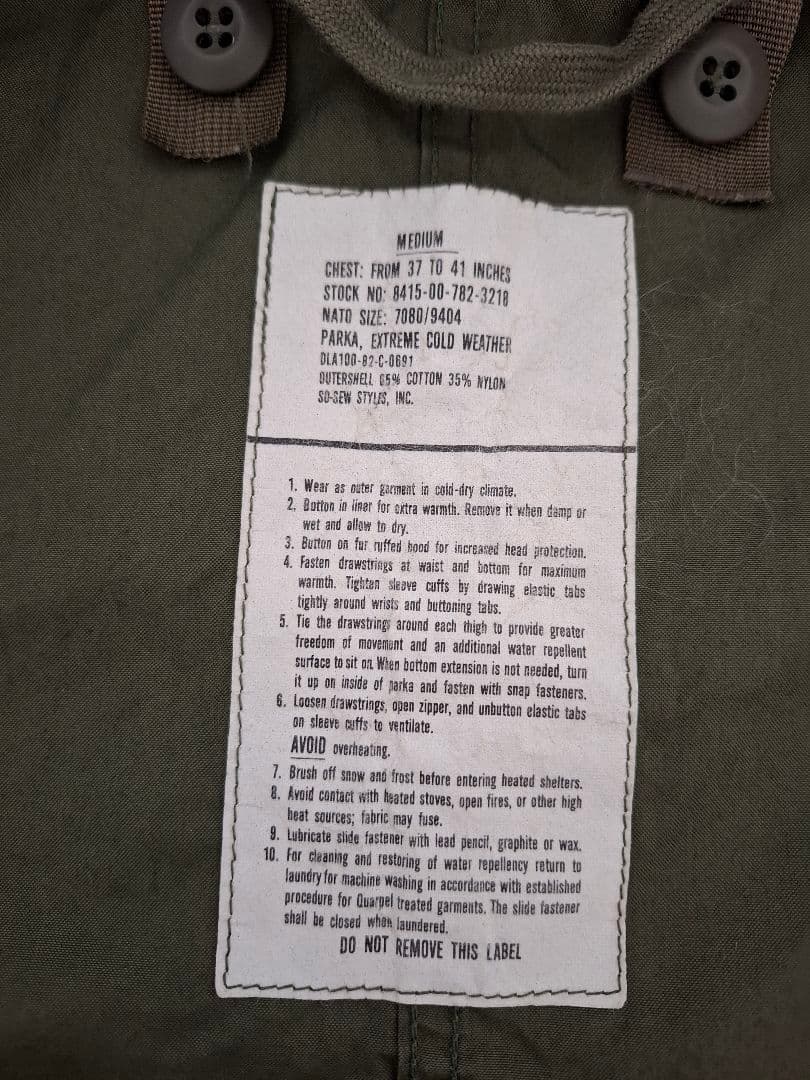 MEDIUM
CHEST: FROM 37 TO 41 INCHES
STOCK NO: 8415-00-782-3218
NATO SIZE: 7080/9404
PARKA, EXTREME COLD WEATHER
DLA100-82-C-0691
OUTERSHELL 65% COTTON 35% NYLON
SO-SEW STYLES, INC.
1. Wear as outer garment in cold-dry climate.
2. Button in liner for extra warmth. Remove it when damp or
wet and allow to dry.
3. Button on fur ruffed hood for increased head protection.
4. Fasten drawstrings at waist and bottom for maximum
warmth. Tighten sleeve cuffs by drawing elastic tabs
tightly around wrists and buttoning tabs.
5. Tie the drawstrings around each thigh to provide greater
freedom of movement and an additional water repellent
surface to sit on. When bottom extension is not needed, turn
it up on inside of parka and fasten with snap fasteners.
6. Loosen drawstrings, open zipper, and unbutton elastic tabs
on sleeve cuffs to ventilate.
AVOID overheating.
7. Brush off snow and frost before entering heated shelters.
8. Avoid contact with heated stoves, open fires, or other high
heat sources; fabric may fuse.
9. Lubricate slide fastener with lead pencil, graphite or wax.
10. For cleaning and restoring of water repellency return to
laundry for machine washing in accordance with established
procedure for Quarpel treated garments. The slide fastener
shall be closed when laundered.
DO NOT REMOVE THIS LABEL